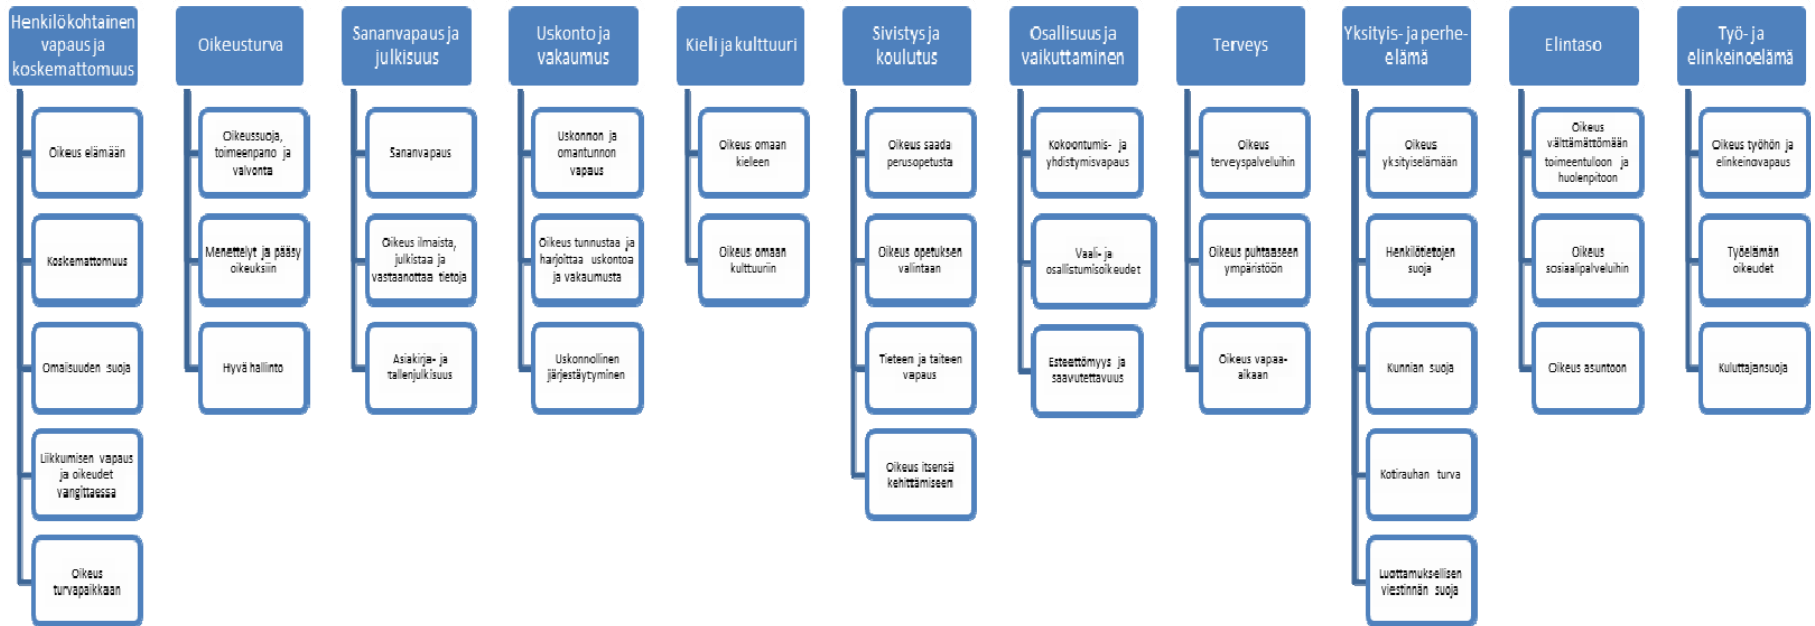 Henkilökohtainen
vapaus ja
koskemattomuus
Oikeus elämään
Koskemattomuus
Omaisuuden suoja
Liikkumisen vapaus
ja oikeudet
vangittaessa
Oikeus
turvapaikkaan
Oikeusturva
Oikeussuoja,
toimeenpano ja
valvonta
Menettelyt ja pääsy
oikeuksiin
Hyvä hallinto
Sananvapaus ja
julkisuus
Sananvapaus
Oikeus ilmaista,
julkistaa ja
vastaanottaa tietoja
Asiakirja- ja
tallenjulkisuus
Uskonto ja
vakaumus
Uskonnon ja
omantunnon
vapaus
Oikeus tunnustaa ja
harjoittaa uskontoa
ja vakaumusta
Uskonnollinen
järjestäytyminen
Kieli ja kulttuuri
Oikeus omaan
kieleen
Oikeus omaan
kulttuuriin
Sivistys ja
koulutus
Oikeus saada
perusopetusta
Oikeus opetuksen
valintaan
Tieteen ja taiteen
vapaus
Oikeus itsensä
kehittämiseen
Osallisuus ja
vaikuttaminen
Kokoontumis- ja
yhdistymisvapaus
Vaali- ja
osallistumisoikeudet
Esteettömyys ja
saavutettavuus
Terveys
Oikeus
terveyspalveluihin
Oikeus puhtaaseen
ympäristöön
Oikeus vapaa-
aikaan
Yksityis- ja perhe-
elämä
Oikeus
yksityiselämään
Henkilötietojen
suoja
Kunnian suoja
Kotirauhan turva
Luottamuksellisen
viestinnän suoja
Elintaso
Oikeus
välttämättömään
toimeentuloon ja
huolenpitoon
Oikeus
sosiaalipalveluihin
Oikeus asuntoon
Työ- ja
elinkeinoelämä
Oikeus työhön ja
elinkeinovapaus
Työelämän
oikeudet
Kuluttajansuoja